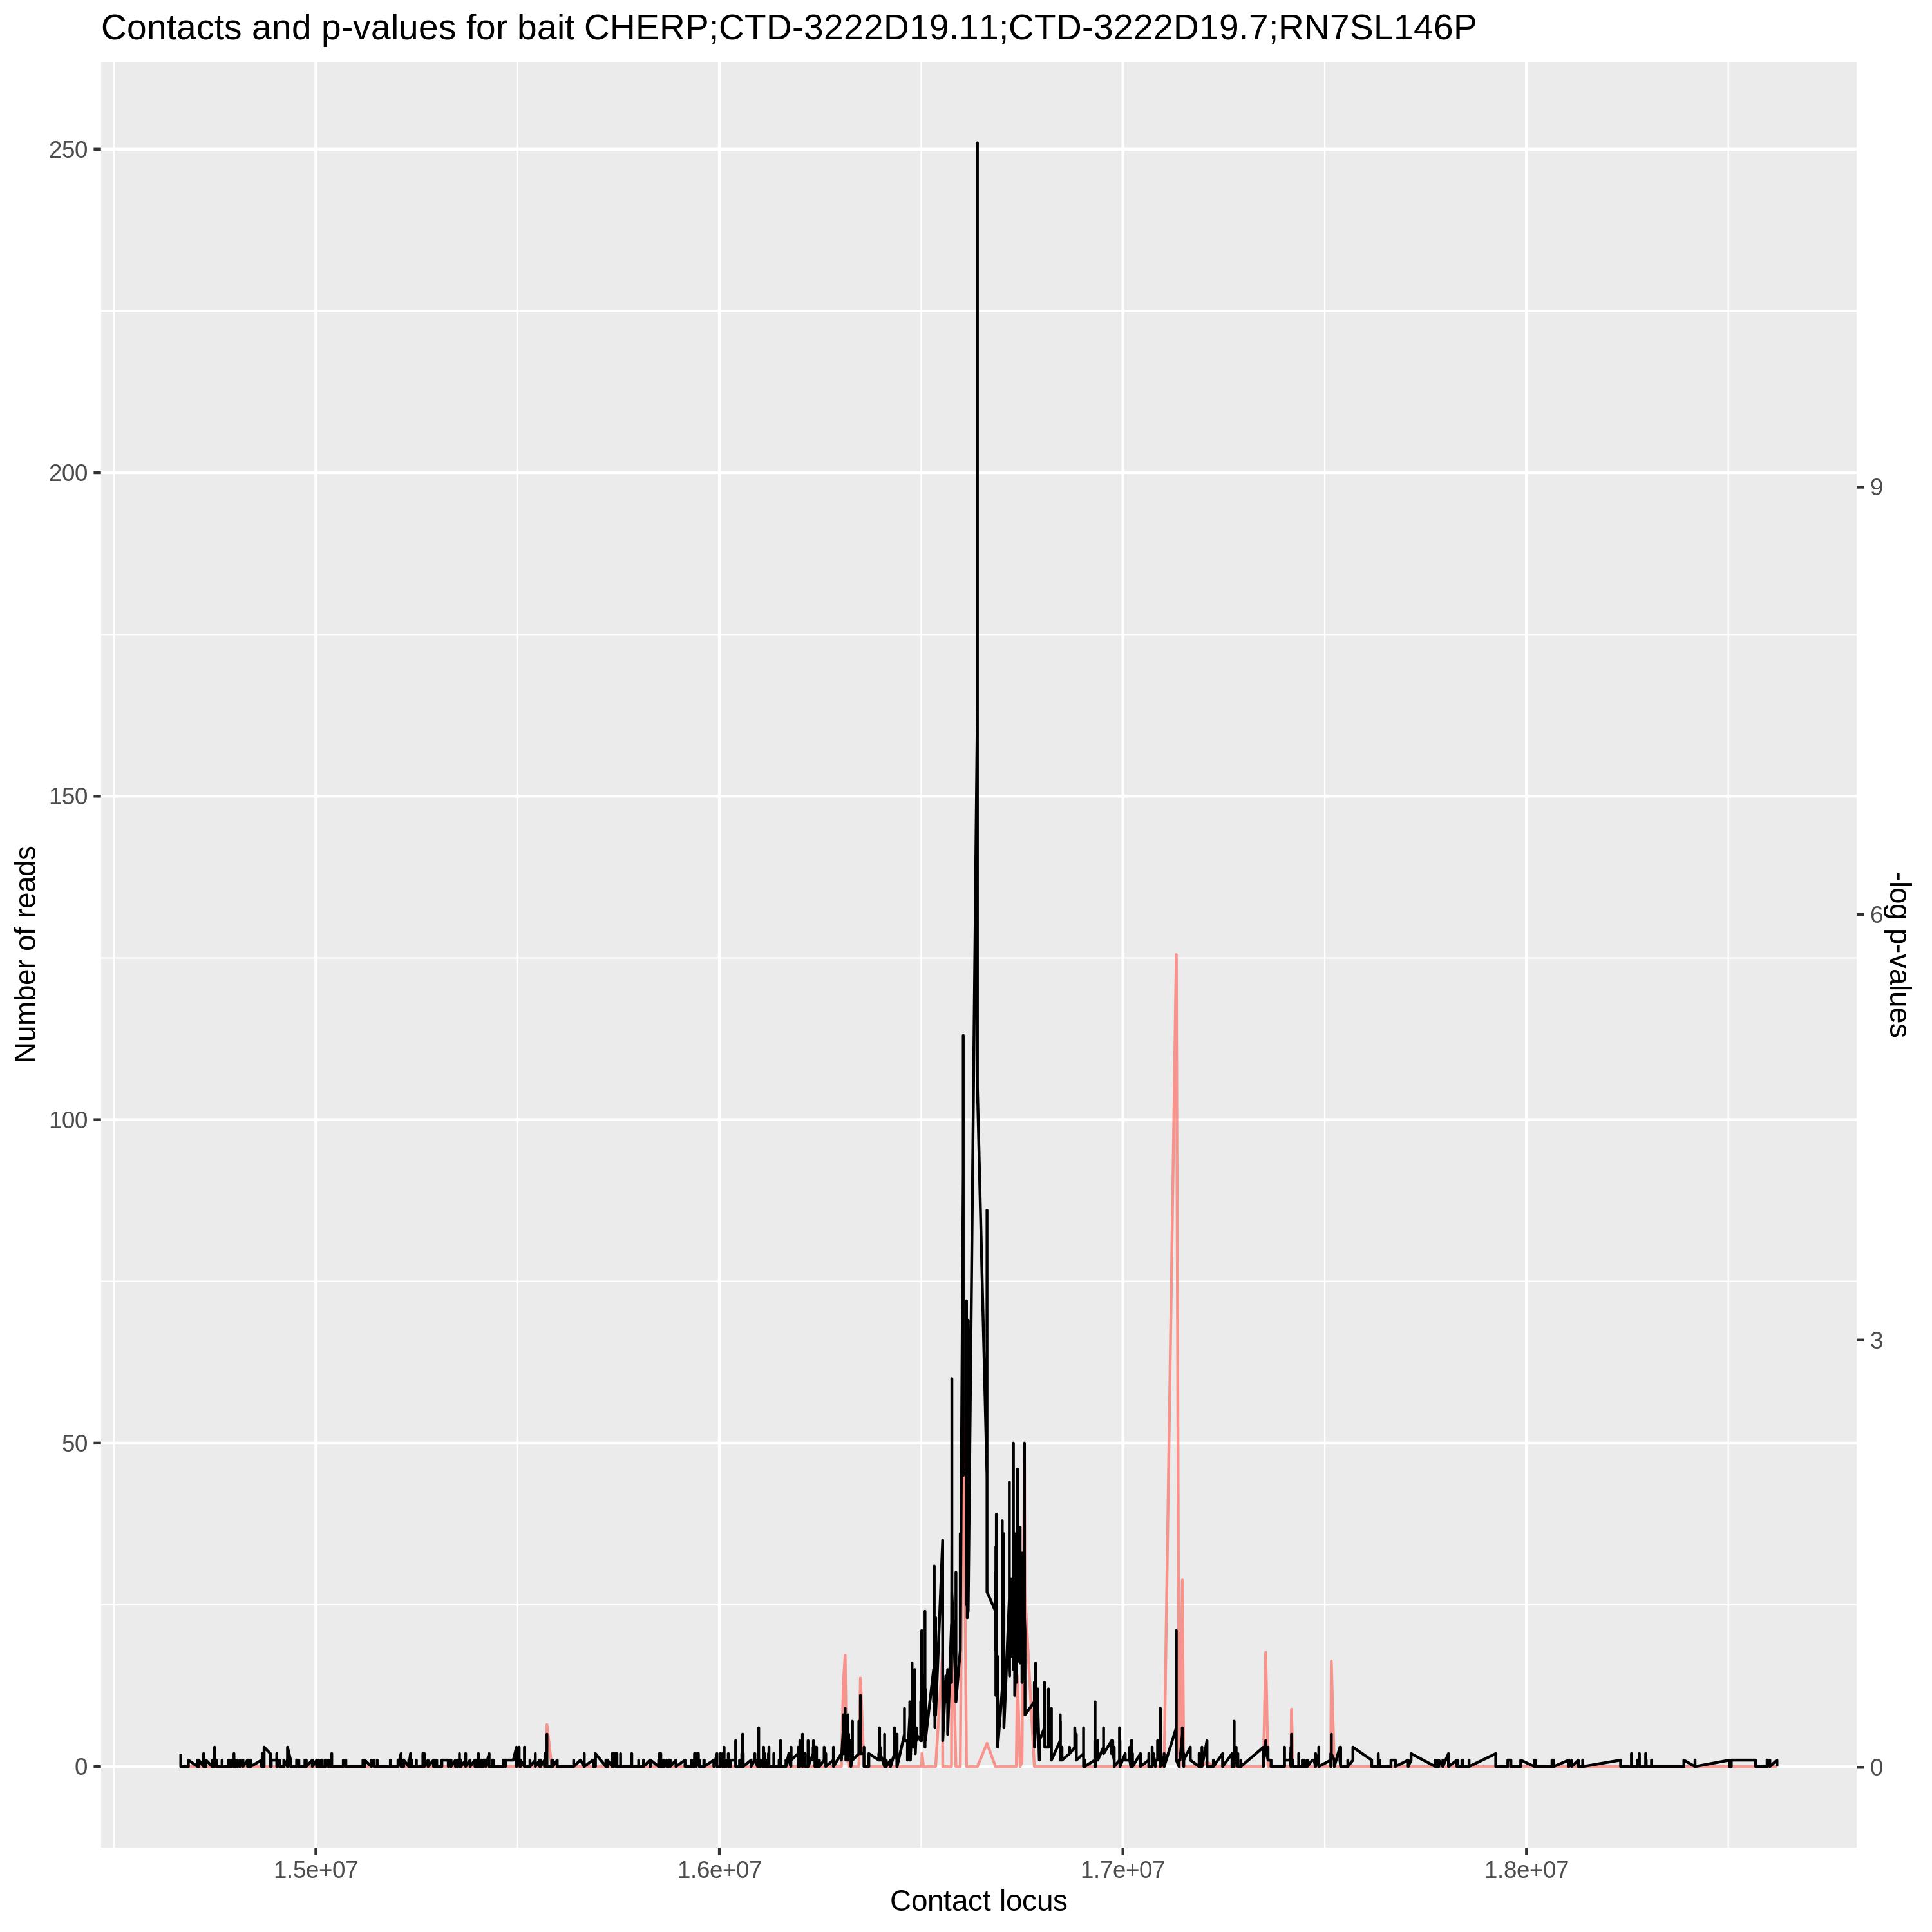 Contacts and p-values for bait CHERP;CTD-3222D19.11;CTD-3222D19.7;RN7SL146P
250
200
150
100
50
0
Number of reads
9
6
3
0
-log p-values
1.5e+07
1.6e+07
1.7e+07
1.8e+07
Contact locus